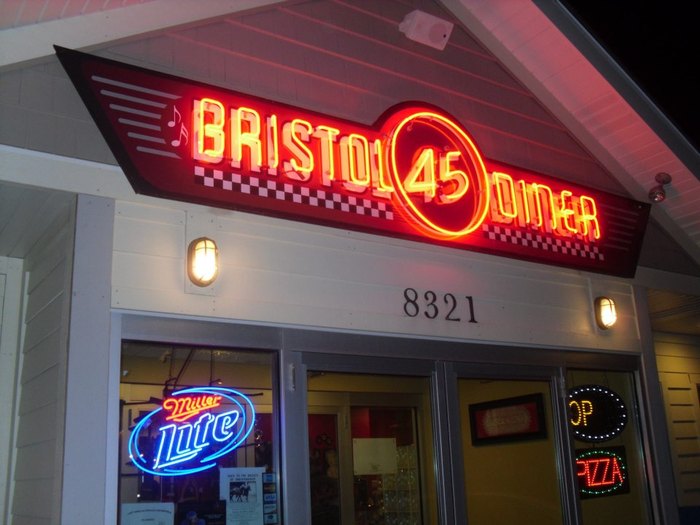 BRISTOL 45 DINER
8321
Miller
Lite
OP
PIZZA